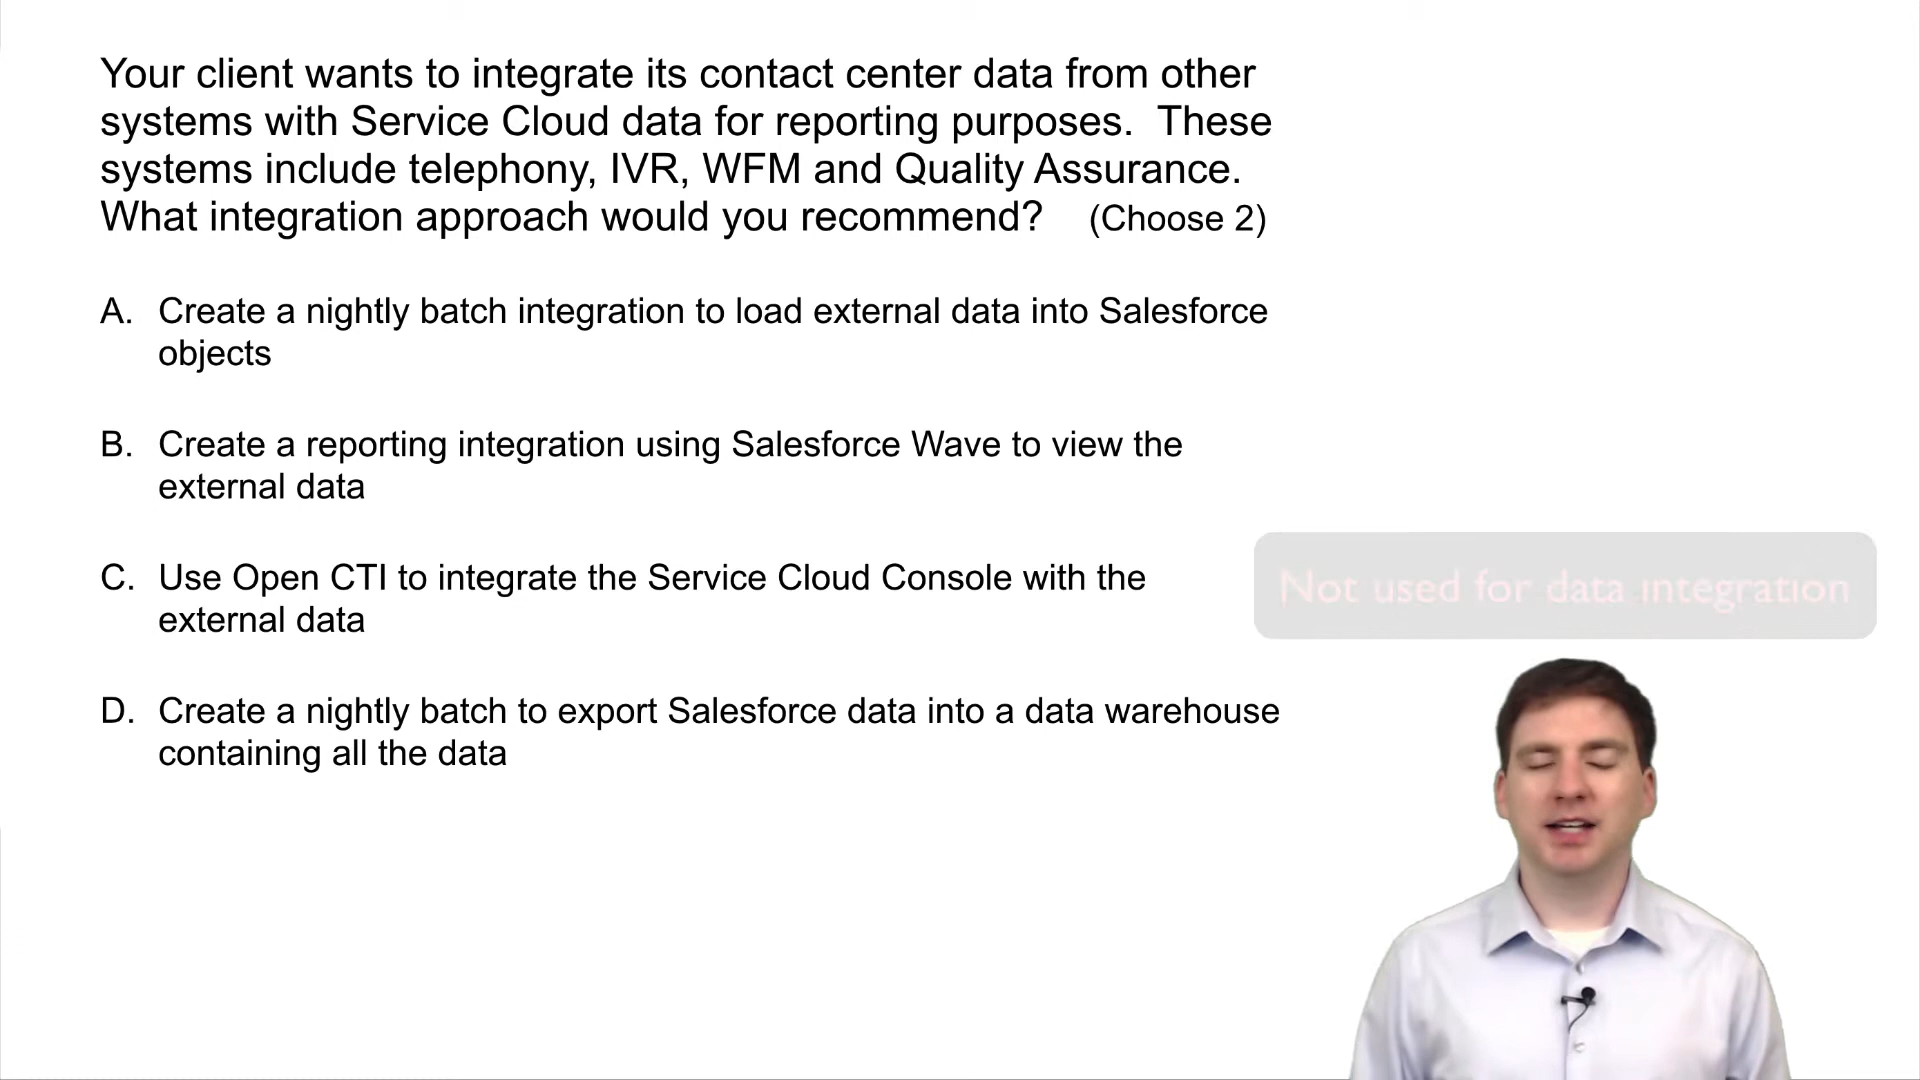 Your client wants to integrate its contact center data from other
systems with Service Cloud data for reporting purposes. These
systems include telephony, IVR, WFM and Quality Assurance.
What integration approach would you recommend? (Choose 2)
A. Create a nightly batch integration to load external data into Salesforce
objects
B. Create a reporting integration using Salesforce Wave to view the
external data
C. Use Open CTI to integrate the Service Cloud Console with the
external data
Not used for data integration
D. Create a nightly batch to export Salesforce data into a data warehouse
containing all the data